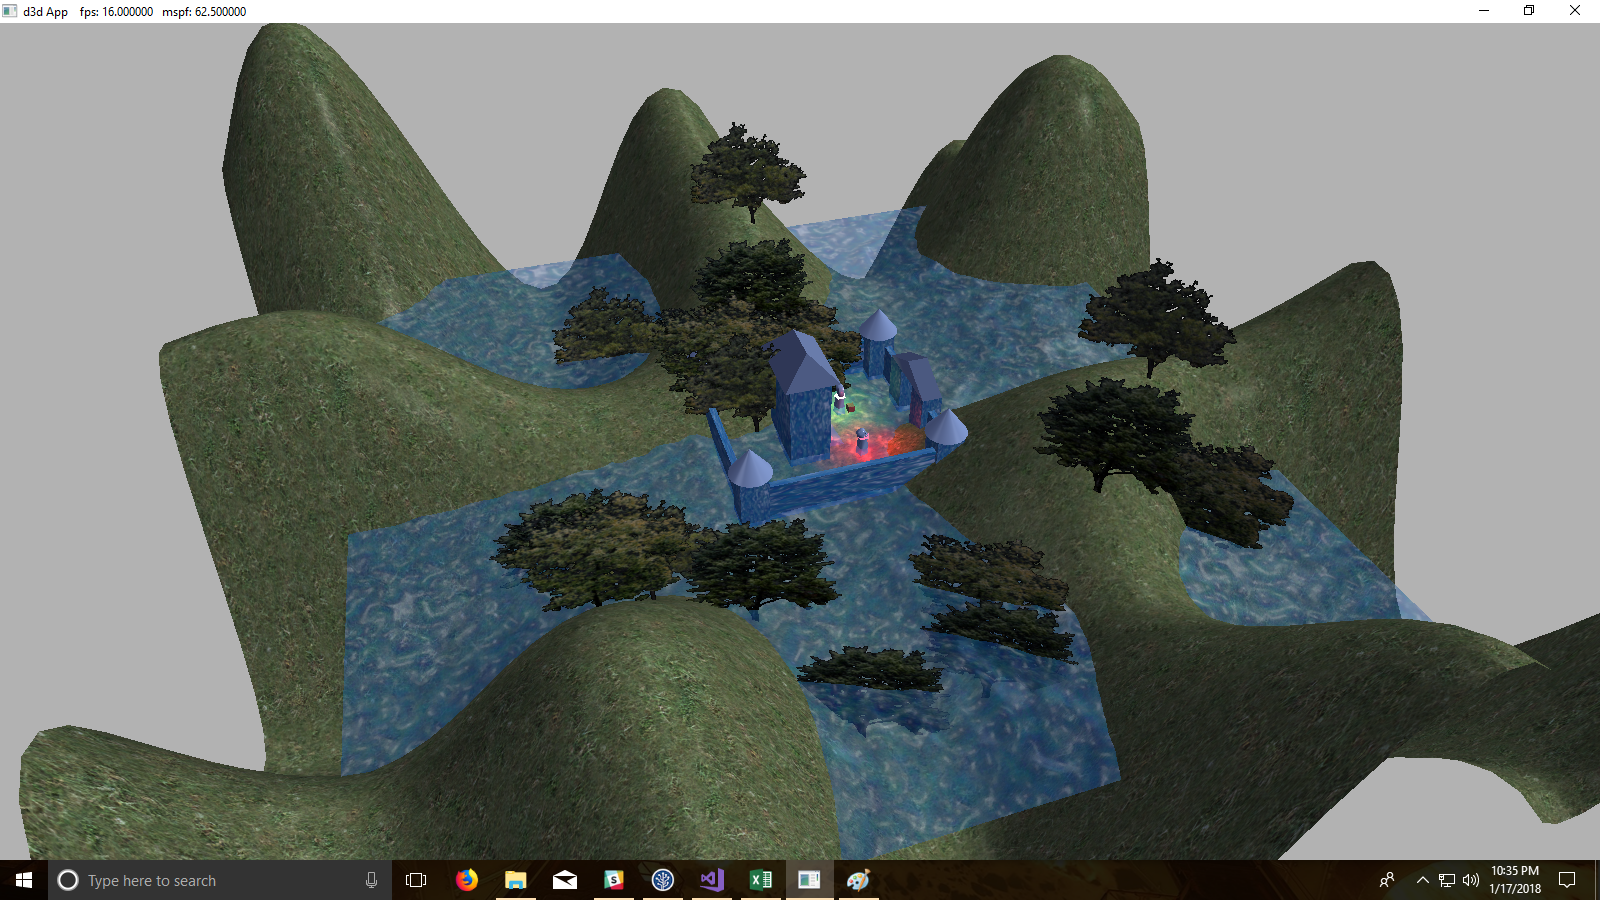 d3d App fps: 16.000000 mspf: 62.500000
Type here to search
10:35 PM
1/17/2018